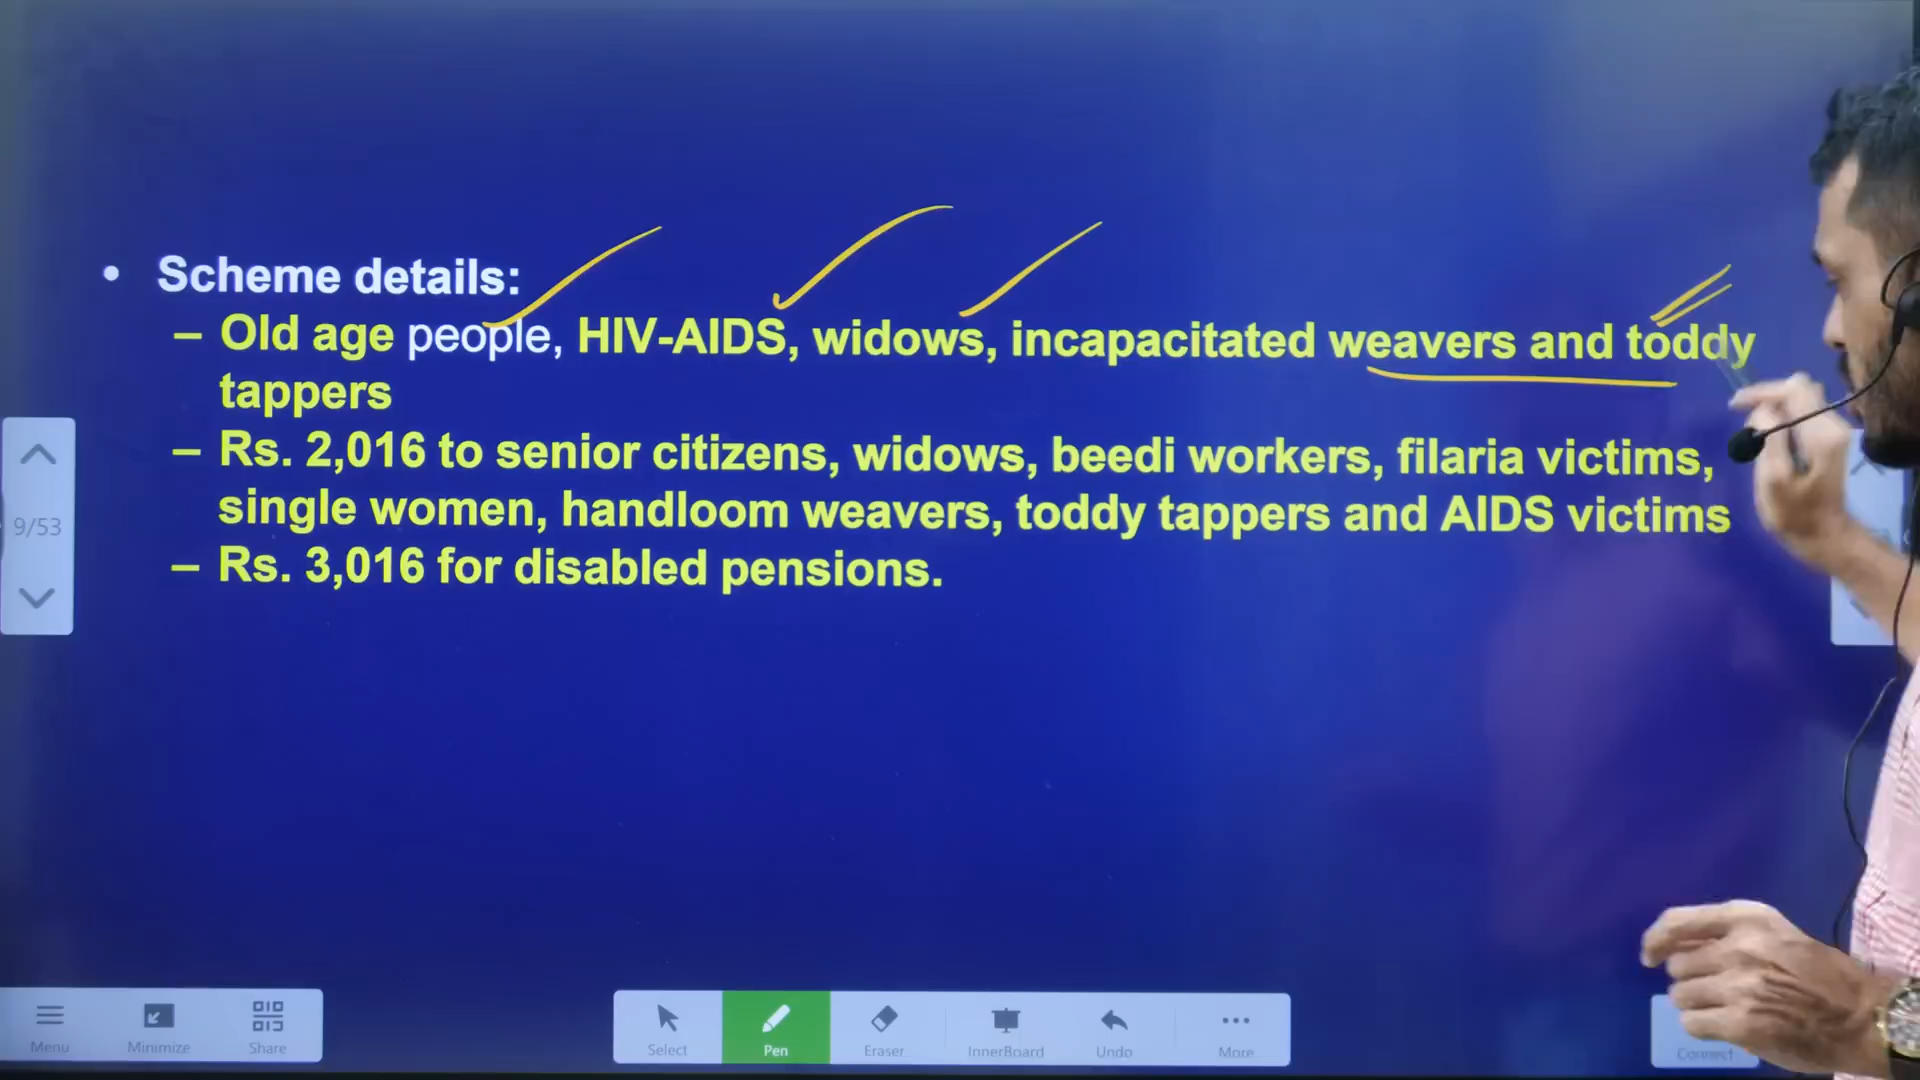 • Scheme details:
– Old age people, HIV-AIDS, widows, incapacitated weavers and toddy
tappers
– Rs. 2,016 to senior citizens, widows, beedi workers, filaria victims,
single women, handloom weavers, toddy tappers and AIDS victims
– Rs. 3,016 for disabled pensions.
9/53
Menu Minimize Share
Select Pen Eraser InnerBoard Undo More
Connect